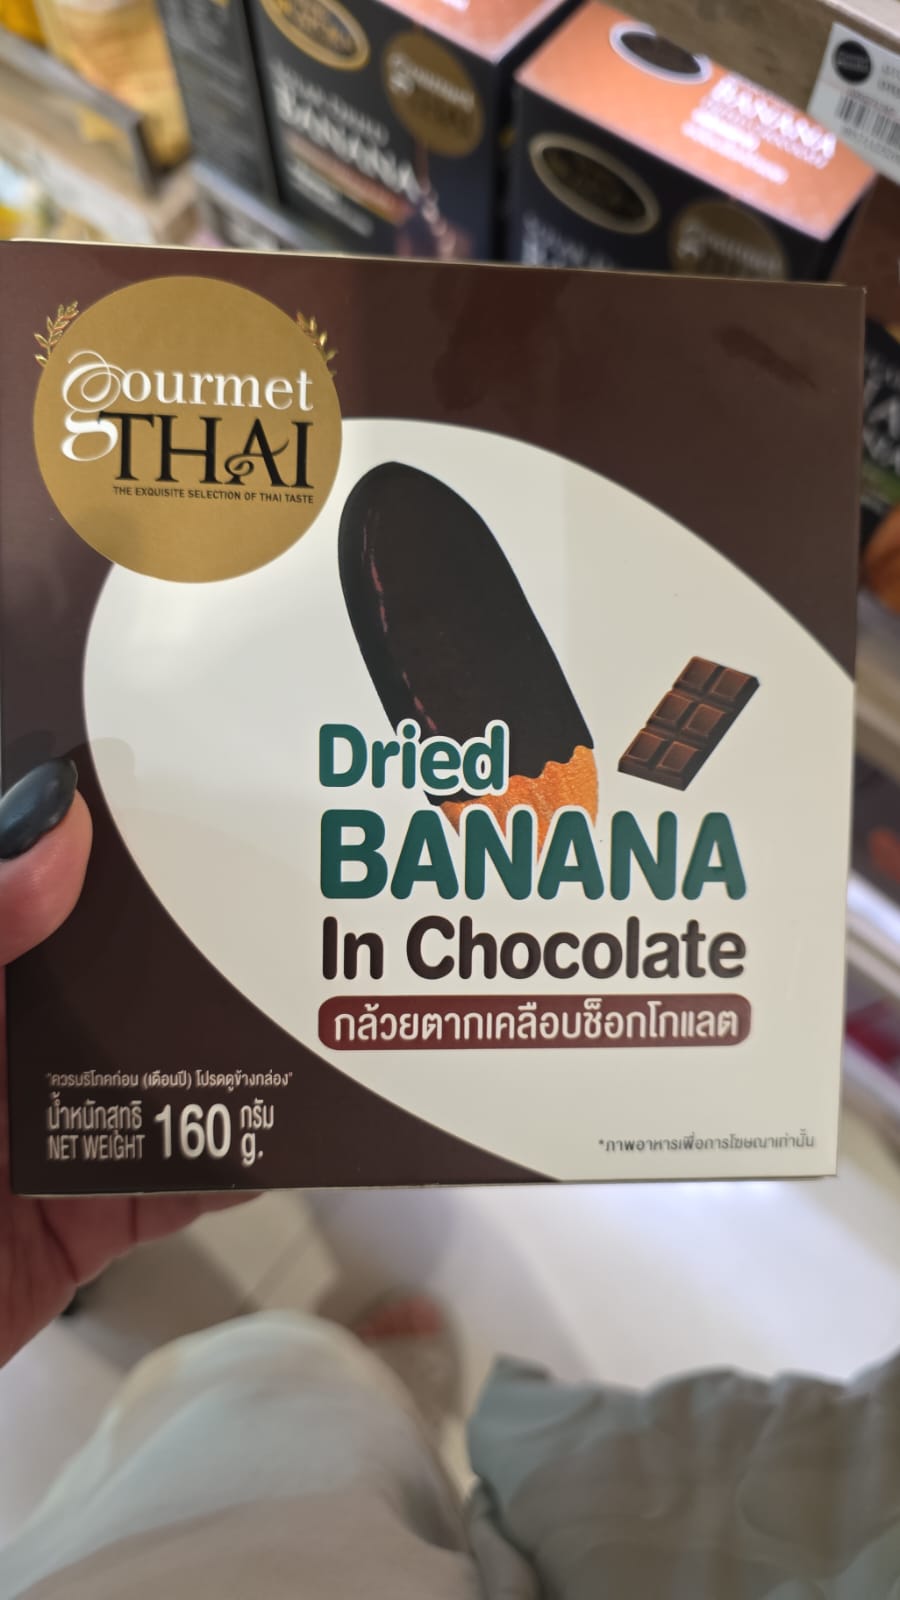 BANANA
BANANA
gourmet
THAI
THE EXQUISITE SELECTION OF THAI TASTE
Dried
BANANA
In Chocolate
กล้วยตากเคลือบช็อกโกแลต
"ควรบริโภคก่อน (เดือนปี) โปรดดูข้างกล่อง"
น้ำหนักสุทธิ 160 กรัม
NET WEIGHT g.
*ภาพอาหารเพื่อการโฆษณาเท่านั้น